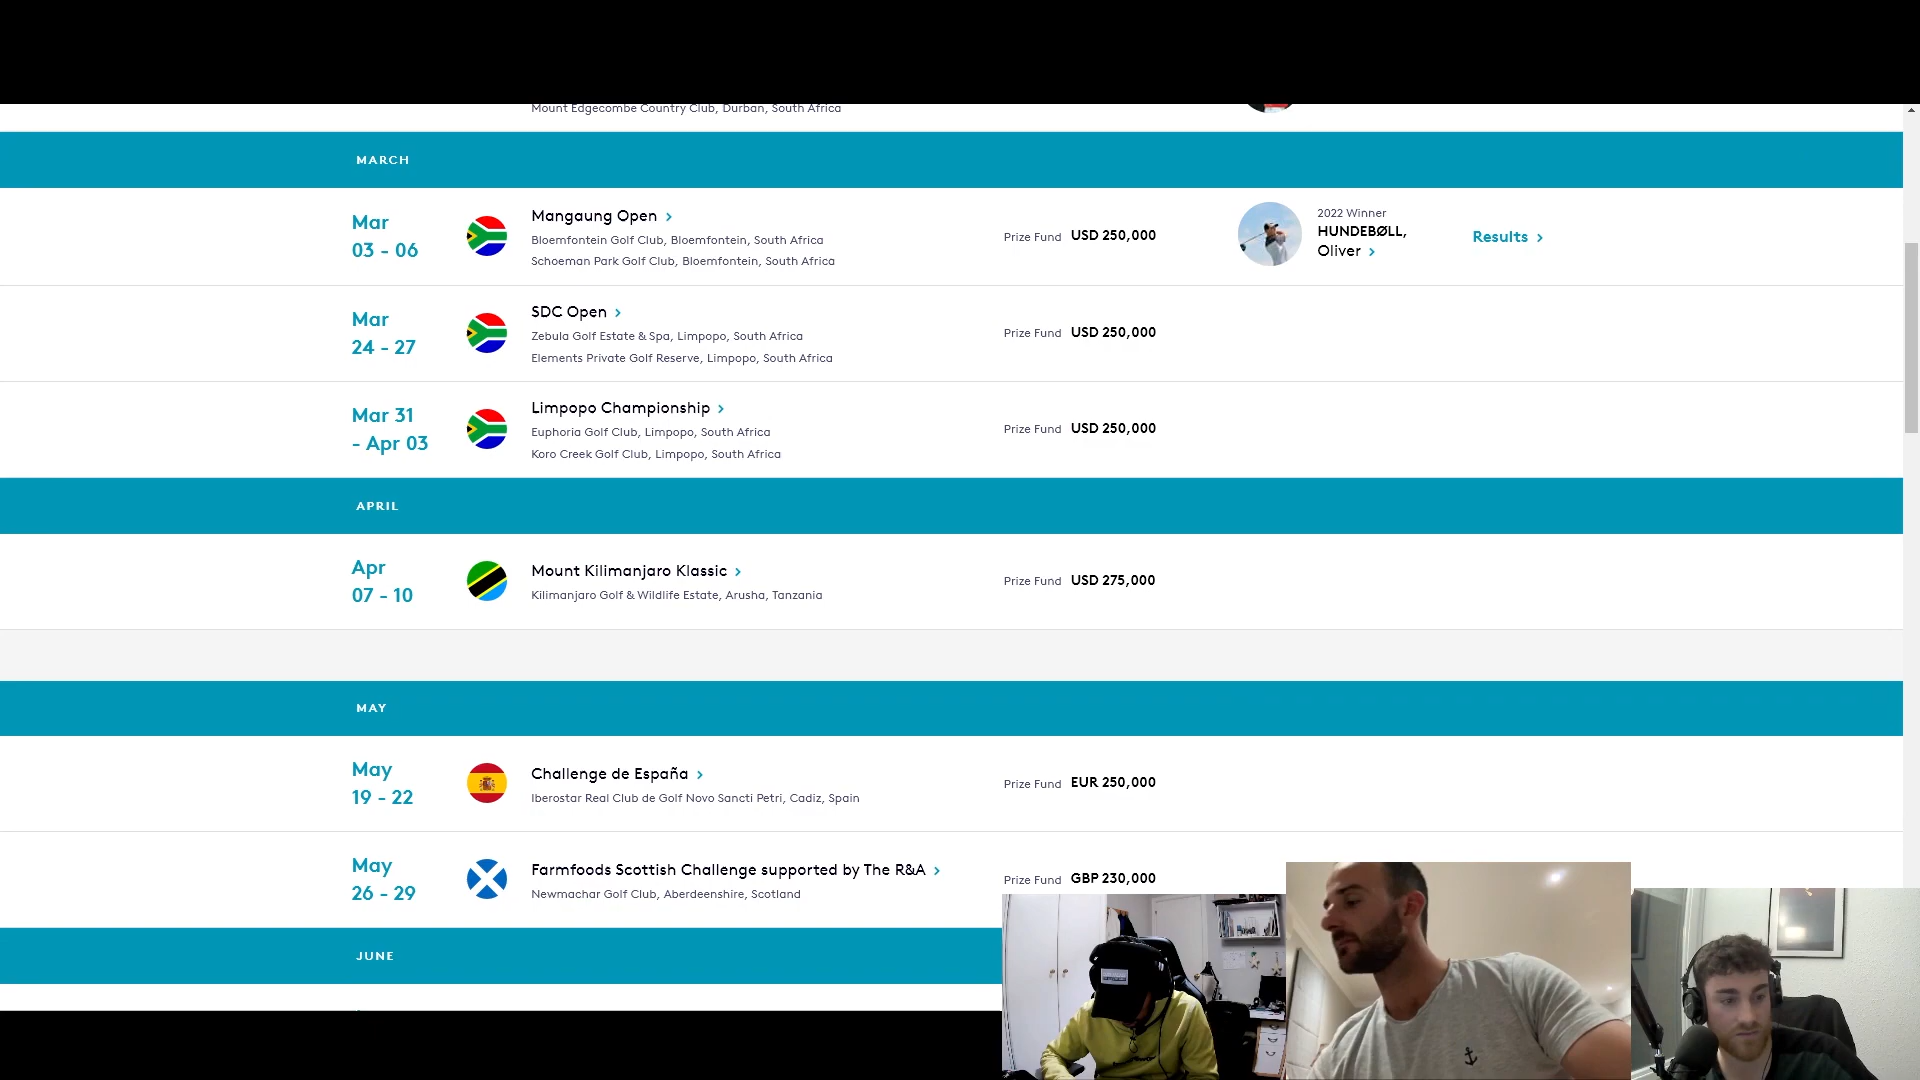 Mount Edgecombe Country Club, Durban, South Africa
MARCH
Mar
03 - 06
Mangaung Open
Bloemfontein Golf Club, Bloemfontein, South Africa
Schoeman Park Golf Club, Bloemfontein, South Africa
Prize Fund USD 250,000
2022 Winner
HUNDEBØLL,
Oliver
Results
Mar
24 - 27
SDC Open
Zebula Golf Estate & Spa, Limpopo, South Africa
Elements Private Golf Reserve, Limpopo, South Africa
Prize Fund USD 250,000
Mar 31
- Apr 03
Limpopo Championship
Euphoria Golf Club, Limpopo, South Africa
Koro Creek Golf Club, Limpopo, South Africa
Prize Fund USD 250,000
APRIL
Apr
07 - 10
Mount Kilimanjaro Klassic
Kilimanjaro Golf & Wildlife Estate, Arusha, Tanzania
Prize Fund USD 275,000
MAY
May
19 - 22
Challenge de España
Iberostar Real Club de Golf Novo Sancti Petri, Cadiz, Spain
Prize Fund EUR 250,000
May
26 - 29
Farmfoods Scottish Challenge supported by The R&A
Newmachar Golf Club, Aberdeenshire, Scotland
Prize Fund GBP 230,000
JUNE